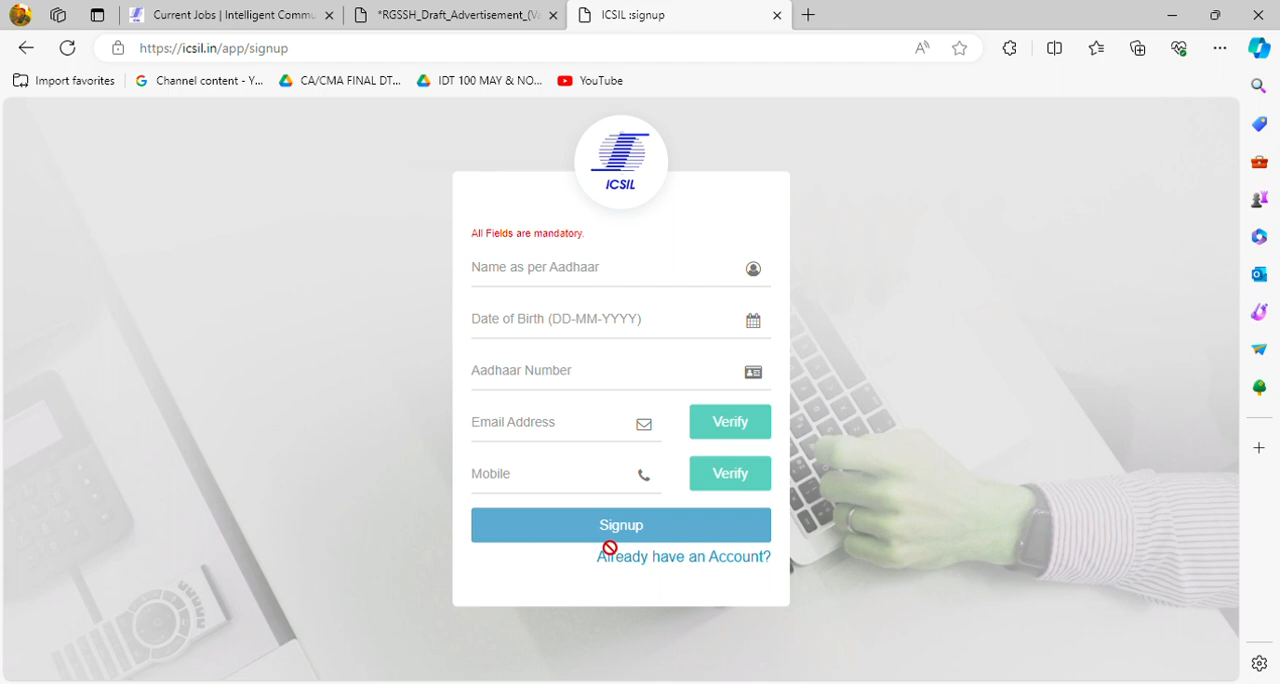 Current Jobs | Intelligent Commu
*RGSSH_Draft_Advertisement_(Va
ICSIL :signup
https://icsil.in/app/signup
Import favorites
Channel content - Y...
CA/CMA FINAL DT...
IDT 100 MAY & NO...
YouTube
ICSIL
All Fields are mandatory.
Name as per Aadhaar
Date of Birth (DD-MM-YYYY)
Aadhaar Number
Email Address
Verify
Mobile
Verify
Signup
Already have an Account?